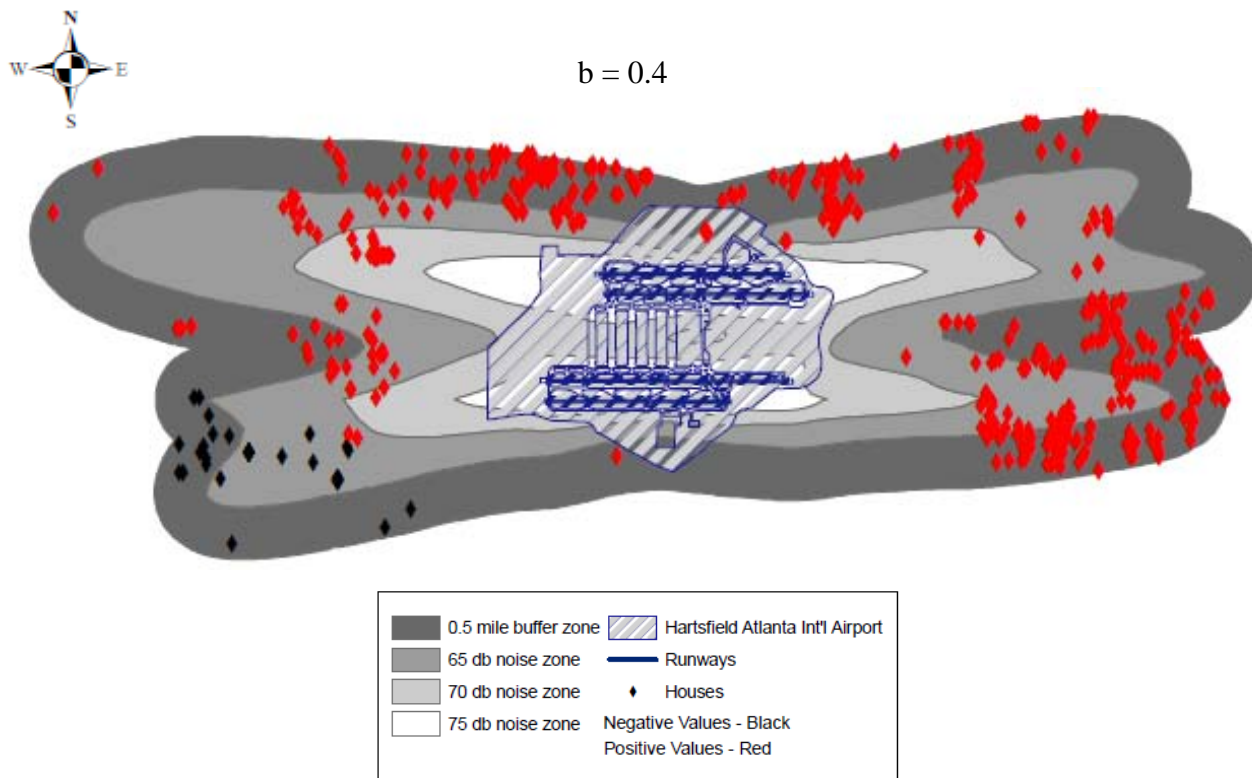 N
W E
S
b = 0.4
0.5 mile buffer zone
65 db noise zone
70 db noise zone
75 db noise zone
Hartsfield Atlanta Int'l Airport
Runways
Houses
Negative Values - Black
Positive Values - Red